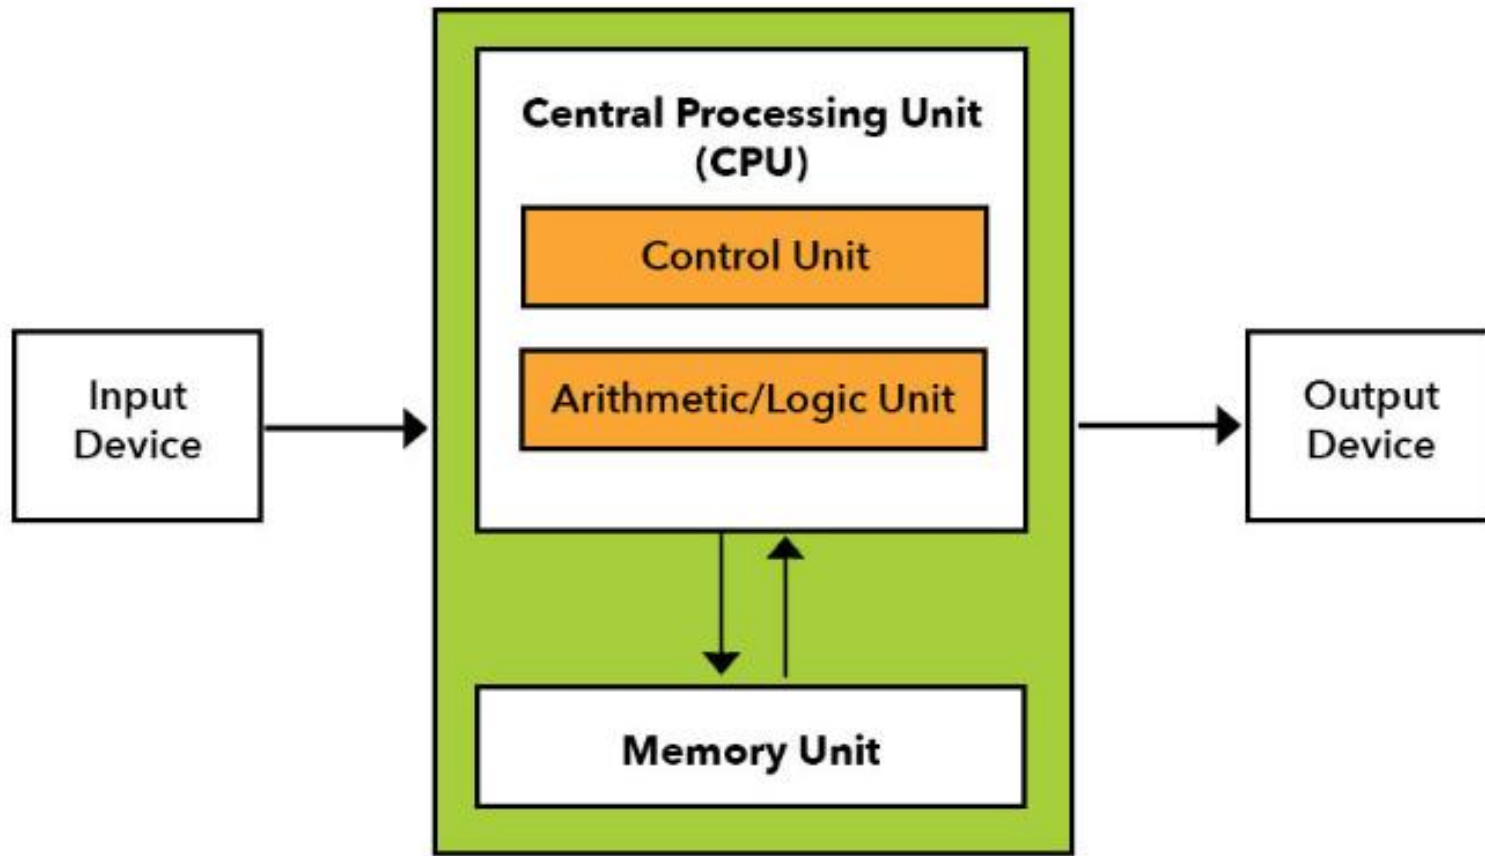 Central Processing Unit
(CPU)
Control Unit
Arithmetic/Logic Unit
Input
Device
Output
Device
Memory Unit